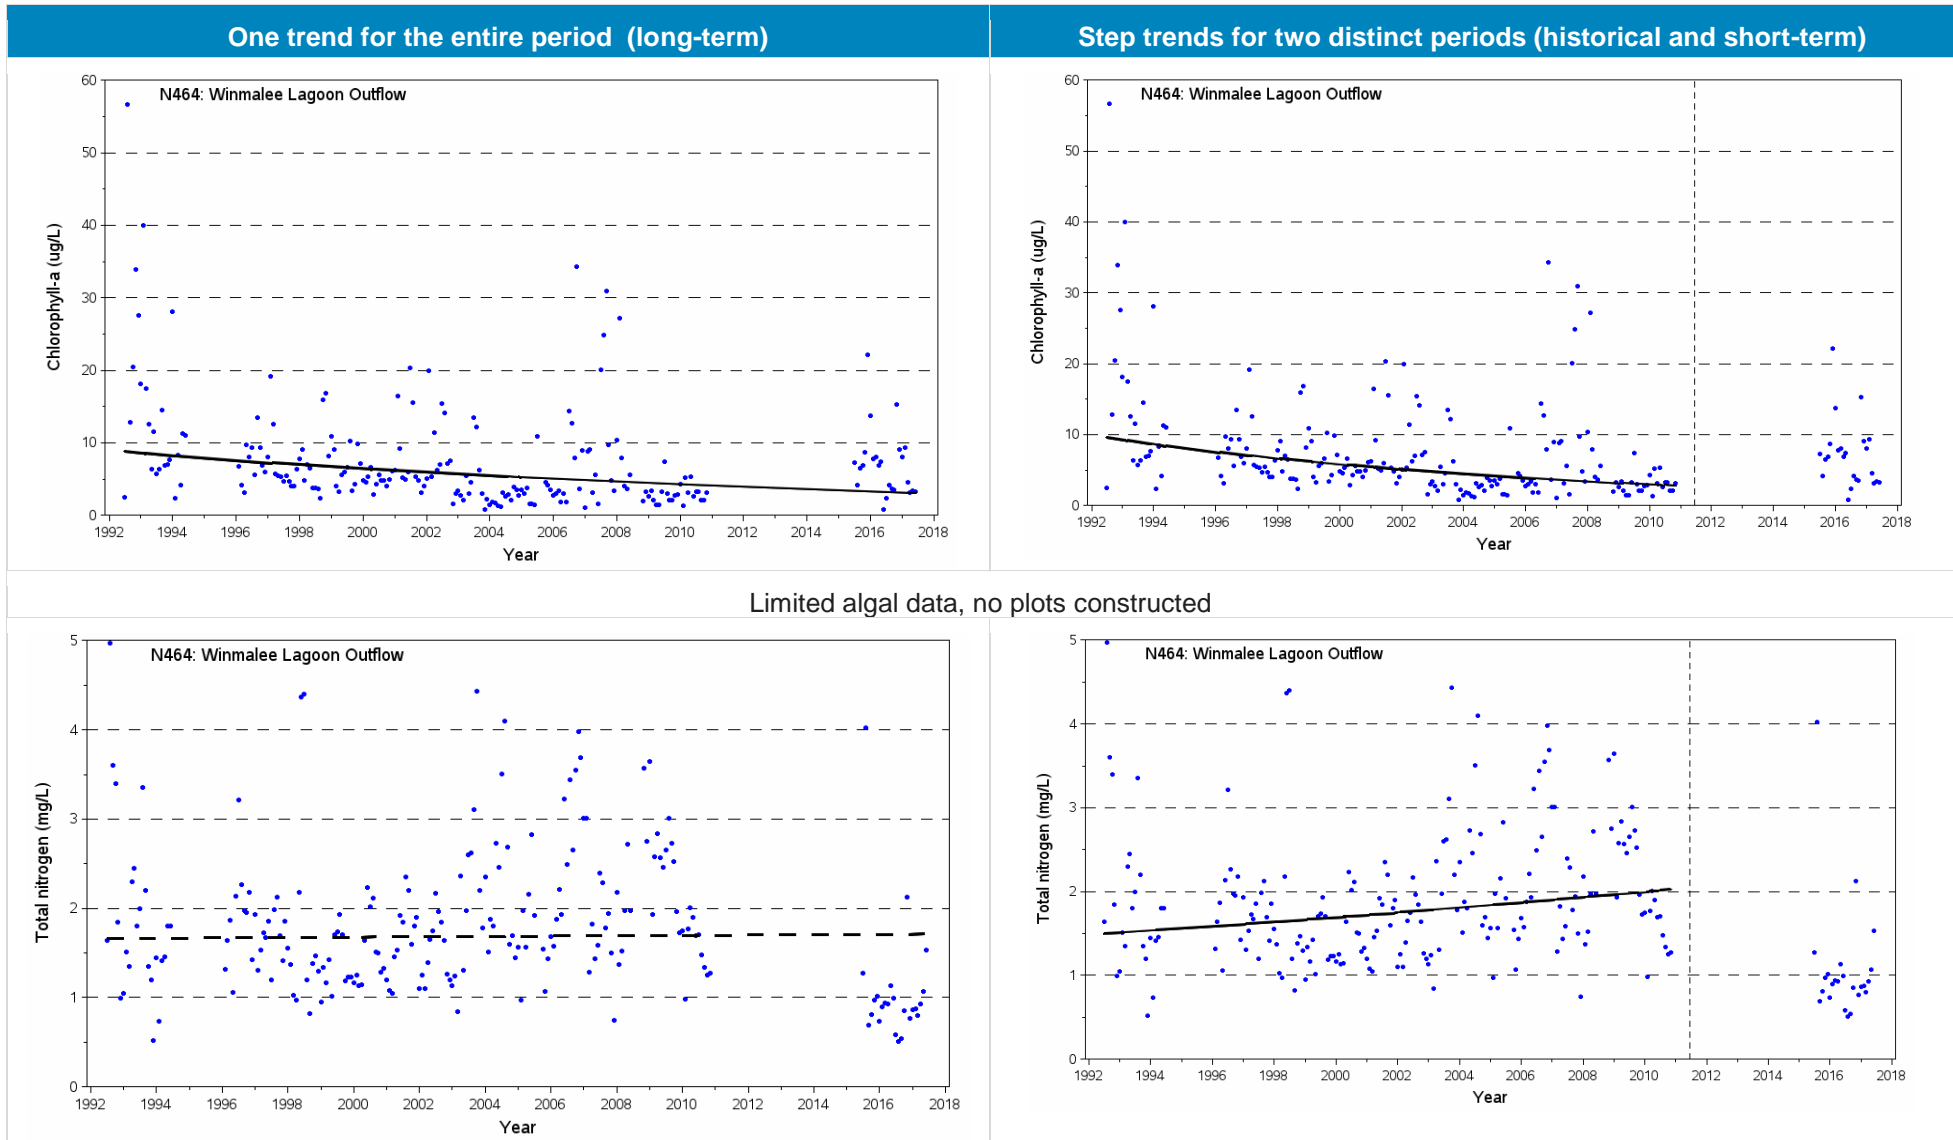 One trend for the entire period (long-term)
Step trends for two distinct periods (historical and short-term)
N464: Winmalee Lagoon Outflow
Chlorophyll-a (ug/L)
60
50
40
30
20
10
0
1992 1994 1996 1998 2000 2002 2004 2006 2008 2010 2012 2014 2016 2018
Year
N464: Winmalee Lagoon Outflow
Chlorophyll-a (ug/L)
60
50
40
30
20
10
0
1992 1994 1996 1998 2000 2002 2004 2006 2008 2010 2012 2014 2016 2018
Year
Limited algal data, no plots constructed
N464: Winmalee Lagoon Outflow
Total nitrogen (mg/L)
5
4
3
2
1
0
1992 1994 1996 1998 2000 2002 2004 2006 2008 2010 2012 2014 2016 2018
Year
N464: Winmalee Lagoon Outflow
Total nitrogen (mg/L)
5
4
3
2
1
0
1992 1994 1996 1998 2000 2002 2004 2006 2008 2010 2012 2014 2016 2018
Year